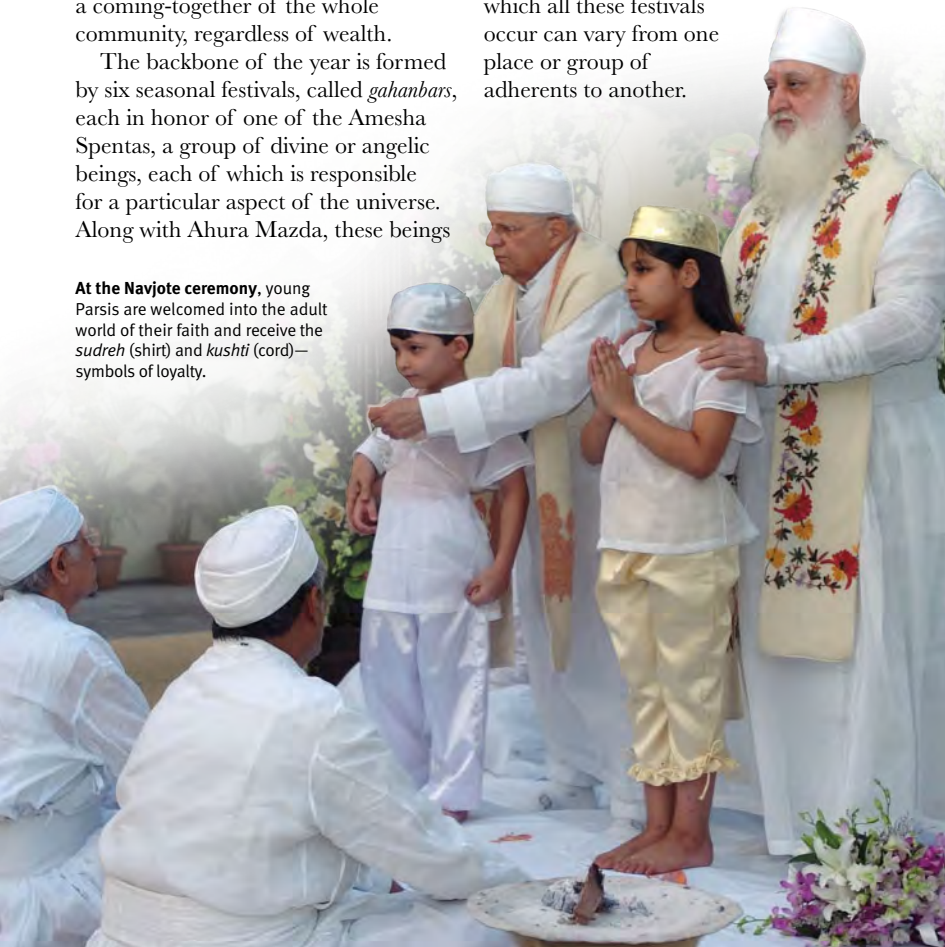 a coming-together of the whole
community, regardless of wealth.
The backbone of the year is formed
by six seasonal festivals, called gahanbars,
each in honor of one of the Amesha
Spentas, a group of divine or angelic
beings, each of which is responsible
for a particular aspect of the universe.
Along with Ahura Mazda, these beings
which all these festivals
occur can vary from one
place or group of
adherents to another.
At the Navjote ceremony, young
Parsis are welcomed into the adult
world of their faith and receive the
sudreh (shirt) and kushti (cord)—
symbols of loyalty.